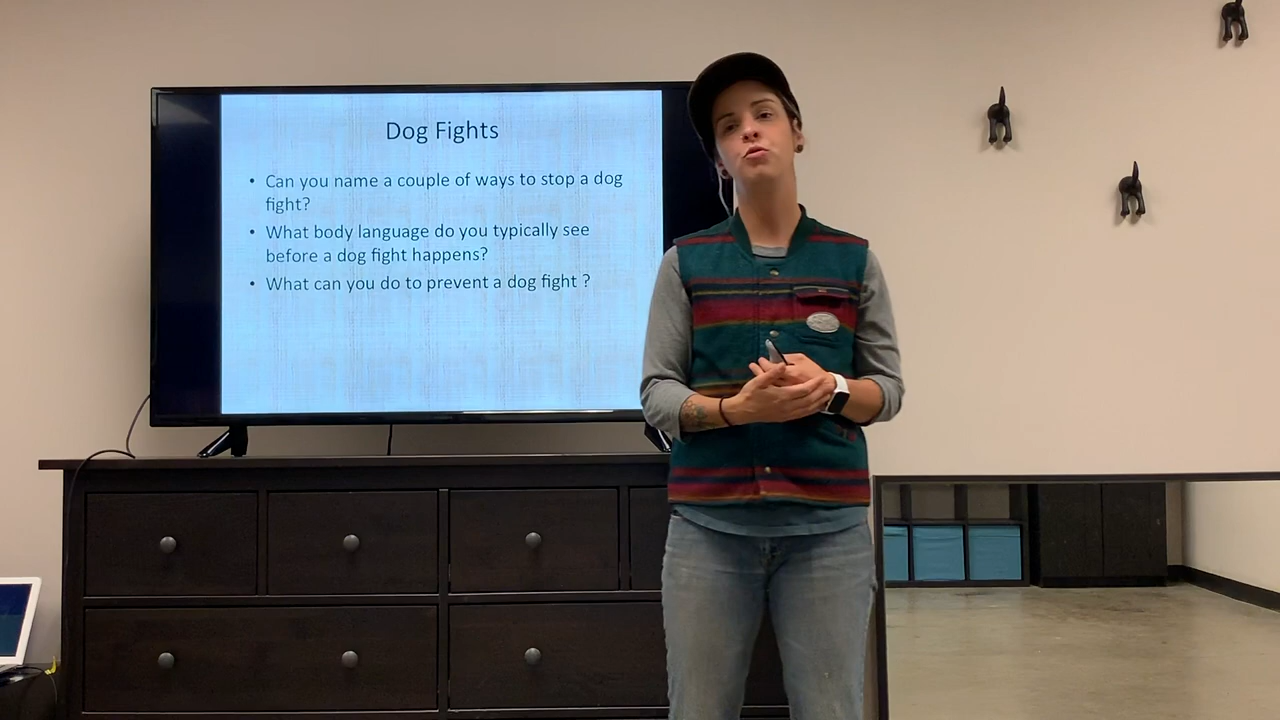 Dog Fights
• Can you name a couple of ways to stop a dog
fight?
• What body language do you typically see
before a dog fight happens?
• What can you do to prevent a dog fight ?